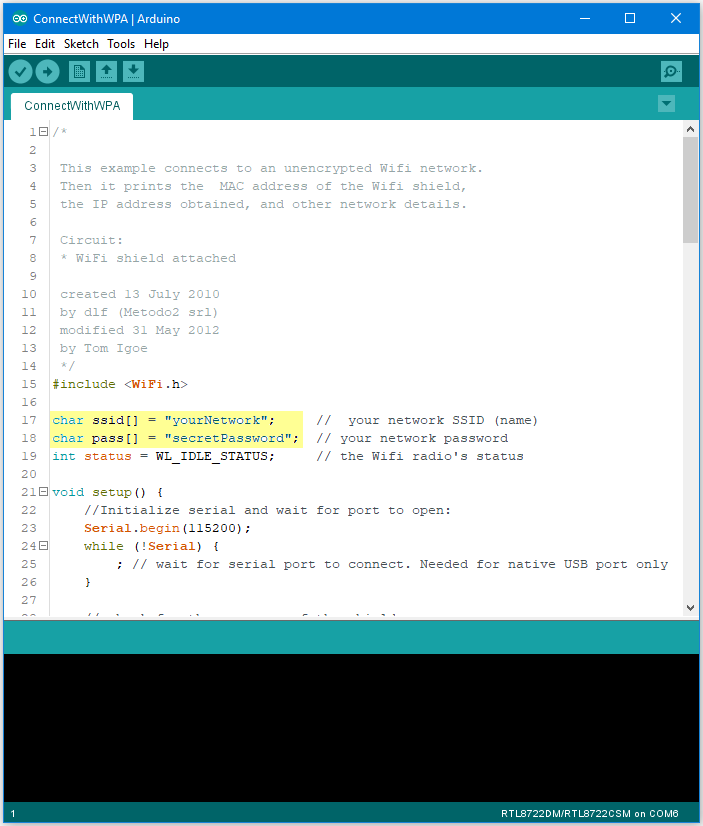 ConnectWithWPA | Arduino
File Edit Sketch Tools Help
ConnectWithWPA
1 /*
2
3 This example connects to an unencrypted Wifi network.
4 Then it prints the  MAC address of the Wifi shield,
5 the IP address obtained, and other network details.
6
7 Circuit:
8 * WiFi shield attached
9
10 created 13 July 2010
11 by dlf (Metodo2 srl)
12 modified 31 May 2012
13 by Tom Igoe
14 */
15 #include <WiFi.h>
16
17 char ssid[] = "yourNetwork";     //  your network SSID (name)
18 char pass[] = "secretPassword";  // your network password
19 int status = WL_IDLE_STATUS;     // the Wifi radio's status
20
21 void setup() {
22     //Initialize serial and wait for port to open:
23     Serial.begin(115200);
24     while (!Serial) {
25         ; // wait for serial port to connect. Needed for native USB port only
26     }
27
1 RTL8722DM/RTL8722CSM on COM6